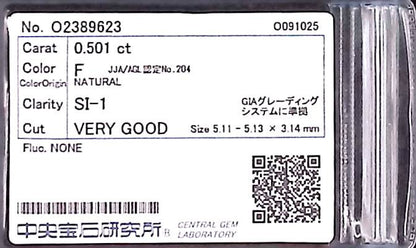 No. O2389623 O091025
Carat 0.501 ct
Color F JJA/AGL認定No.204
ColorOrigin NATURAL
Clarity SI-1 GIAグレーディング
システムに準拠
Cut VERY GOOD Size 5.11 - 5.13 × 3.14 mm
Fluo. NONE
中央宝石研究所® CENTRAL GEM
LABORATORY